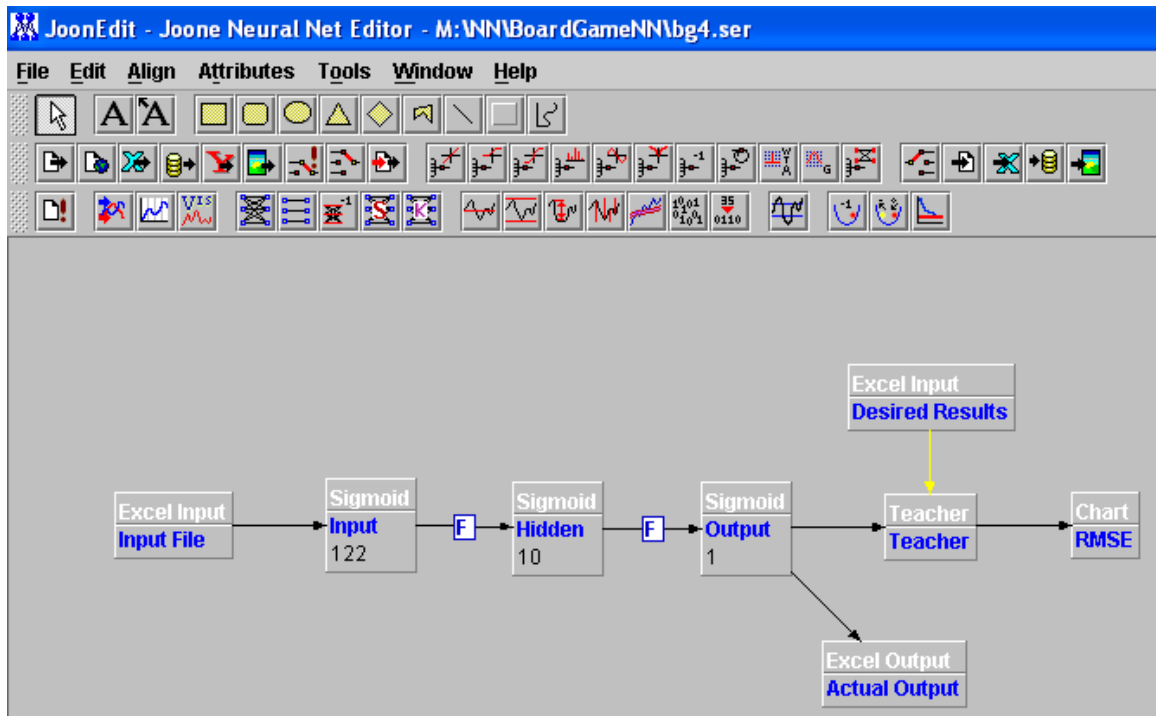 JoonEdit - Joone Neural Net Editor - M:\NN\BoardGameNN\bg4.ser
File Edit Align Attributes Tools Window Help
A A
Excel Input
Desired Results
Excel Input
Input File
Sigmoid
Input
122
F
Sigmoid
Hidden
10
F
Sigmoid
Output
1
Teacher
Teacher
Chart
RMSE
Excel Output
Actual Output